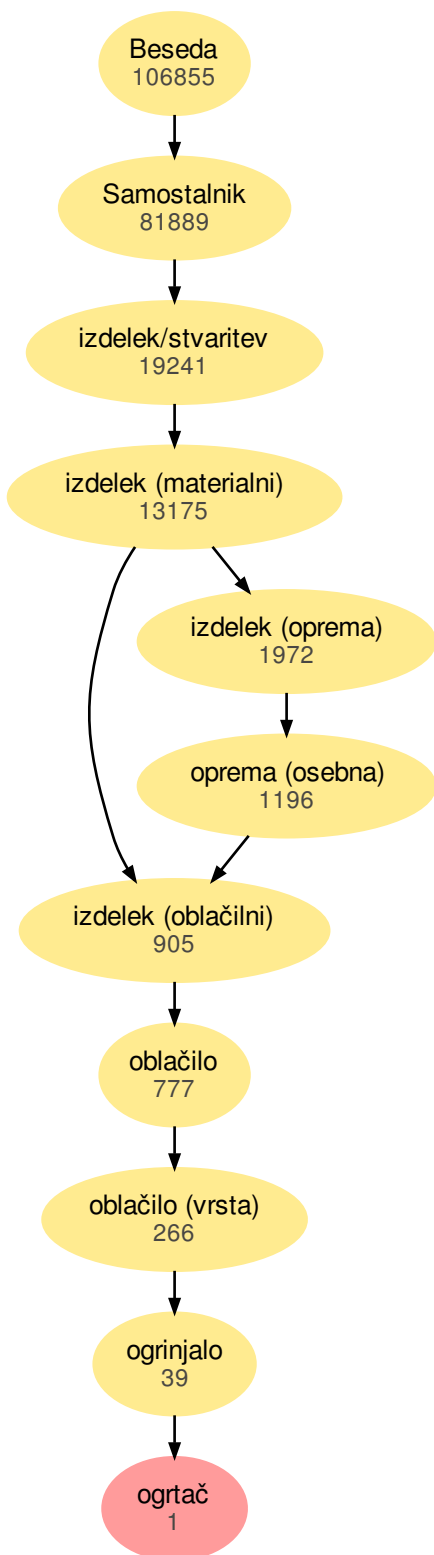 Beseda
106855
Samostalnik
81889
izdelek/stvaritev
19241
izdelek (materialni)
13175
izdelek (oprema)
1972
oprema (osebna)
1196
izdelek (oblačilni)
905
oblačilo
777
oblačilo (vrsta)
266
ogrinjalo
39
ogrtač
1